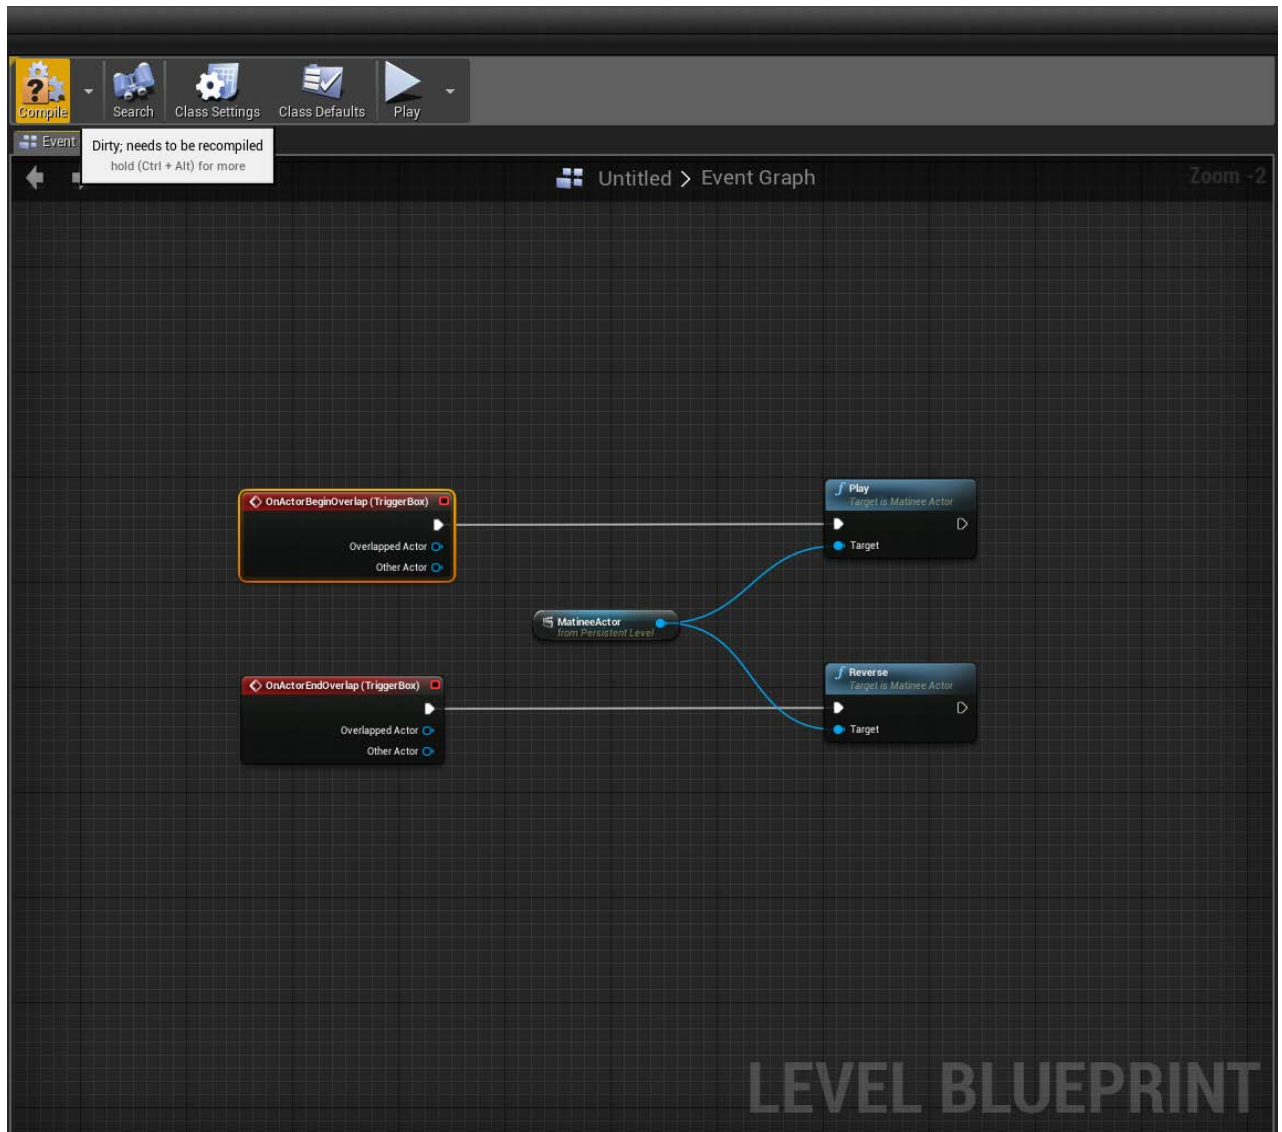 Compile
Search
Class Settings
Class Defaults
Play
Event
Dirty; needs to be recompiled
hold (Ctrl + Alt) for more
Untitled > Event Graph
Zoom -2
OnActorBeginOverlap (TriggerBox)
Overlapped Actor
Other Actor
Play
Target is Matinee Actor
Target
MatineeActor
from Persistent Level
OnActorEndOverlap (TriggerBox)
Overlapped Actor
Other Actor
Reverse
Target is Matinee Actor
Target
LEVEL BLUEPRINT